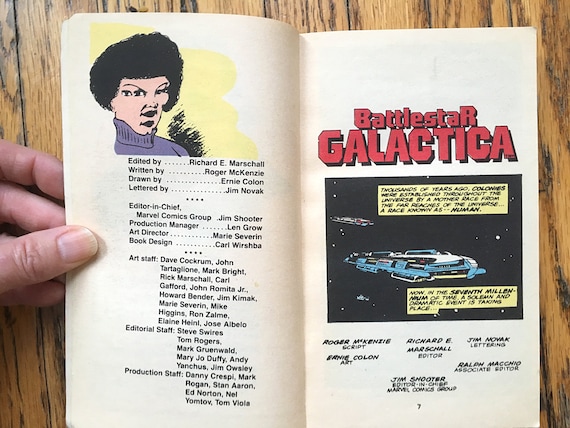 Edited by ......Richard E. Marschall
Written by ..........Roger McKenzie
Drawn by ...............Ernie Colon
Lettered by ...............Jim Novak
****
Editor-in-Chief,
Marvel Comics Group .Jim Shooter
Production Manager ......Len Grow
Art Director..........Marie Severin
Book Design .........Carl Wirshba
****
Art staff: Dave Cockrum, John
Tartaglione, Mark Bright,
Rick Marschall, Carl
Gafford, John Romita Jr.,
Howard Bender, Jim Kimak,
Marie Severin, Mike
Higgins, Ron Zalme,
Elaine Heinl, Jose Albelo
Editorial Staff: Steve Swires
Tom Rogers,
Mark Gruenwald,
Mary Jo Duffy, Andy
Yanchus, Jim Owsley
Production Staff: Danny Crespi, Mark
Rogan, Stan Aaron,
Ed Norton, Nel
Yomtov, Tom Viola
BattlestaR
GALACTICA
THOUSANDS OF YEARS AGO, COLONIES
WERE ESTABLISHED THROUGHOUT THE
UNIVERSE BY A MOTHER RACE FROM
THE FAR REACHES OF THE UNIVERSE...
A RACE KNOWN AS-- HUMAN.
NOW, IN THE SEVENTH MILLEN-
NIUM OF TIME, A SOLEMN AND
DRAMATIC EVENT IS TAKING
PLACE...
ROGER McKENZIE
SCRIPT
ERNIE COLON
ART
RICHARD E.
MARSCHALL
EDITOR
JIM NOVAK
LETTERING
RALPH MACCHIO
ASSOCIATE EDITOR
JIM SHOOTER
EDITOR-IN-CHIEF
MARVEL COMICS GROUP
7